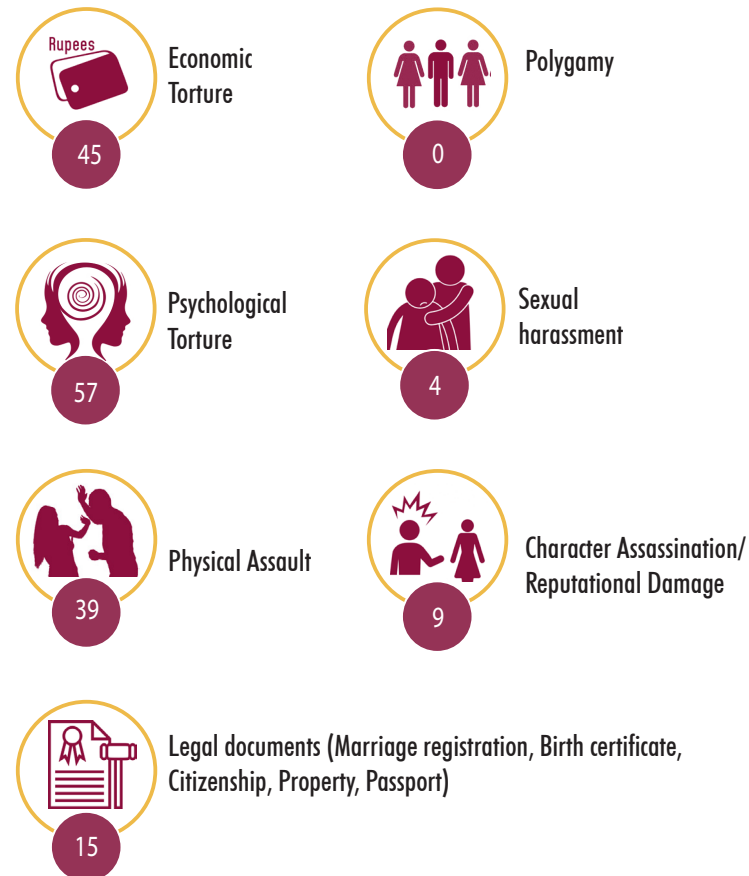 Rupees
Economic
Torture
45
Polygamy
0
Psychological
Torture
57
Sexual
harassment
4
Physical Assault
39
Character Assassination/
Reputational Damage
9
Legal documents (Marriage registration, Birth certificate,
Citizenship, Property, Passport)
15